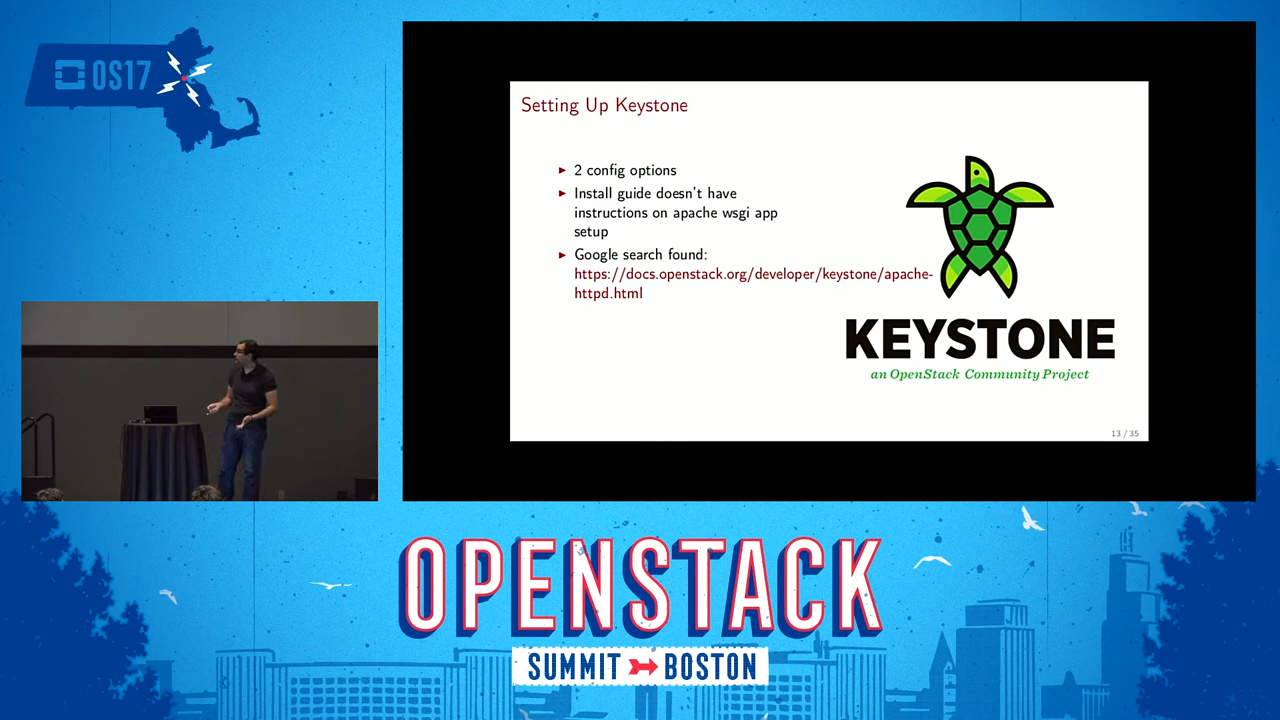 OS17
Setting Up Keystone
▶ 2 config options
▶ Install guide doesn't have
instructions on apache wsgi app
setup
▶ Google search found:
https://docs.openstack.org/developer/keystone/apache-
httpd.html
KEYSTONE
an OpenStack Community Project
13 / 35
OPENSTACK
SUMMIT BOSTON